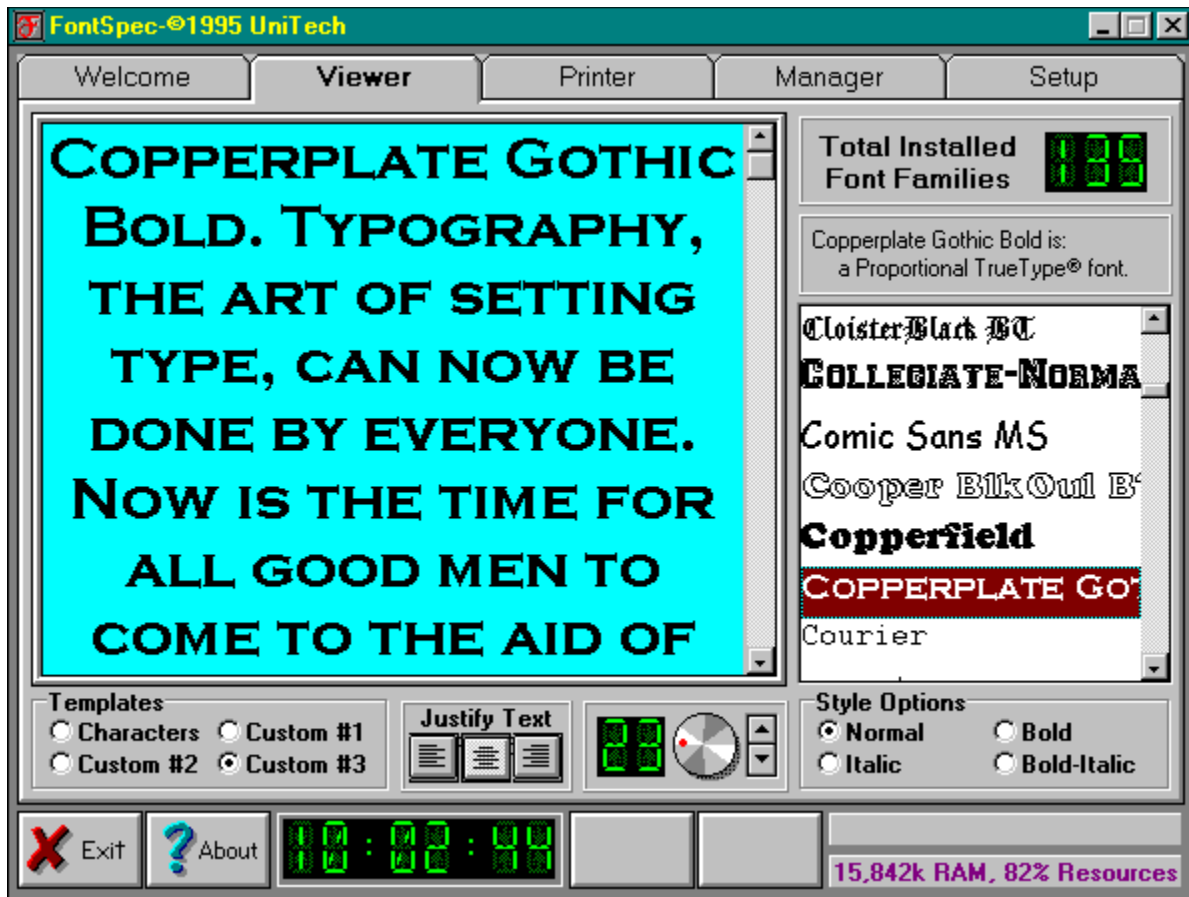 FontSpec-©1995 UniTech
Welcome
Viewer
Printer
Manager
Setup
Copperplate Gothic
Bold. Typography,
the art of setting
type, can now be
done by everyone.
Now is the time for
all good men to
come to the aid of
Total Installed
Font Families
Copperplate Gothic Bold is:
a Proportional TrueType® font.
CloisterBlack BT
Collegiate-Norma
Comic Sans MS
Cooper Blk Oul B
Copperfield
Copperplate Got
Courier
Templates
Characters Custom #1
Custom #2 Custom #3
Justify Text
Style Options
Normal Bold
Italic Bold-Italic
Exit
About
10:02:44
15,842k RAM, 82% Resources